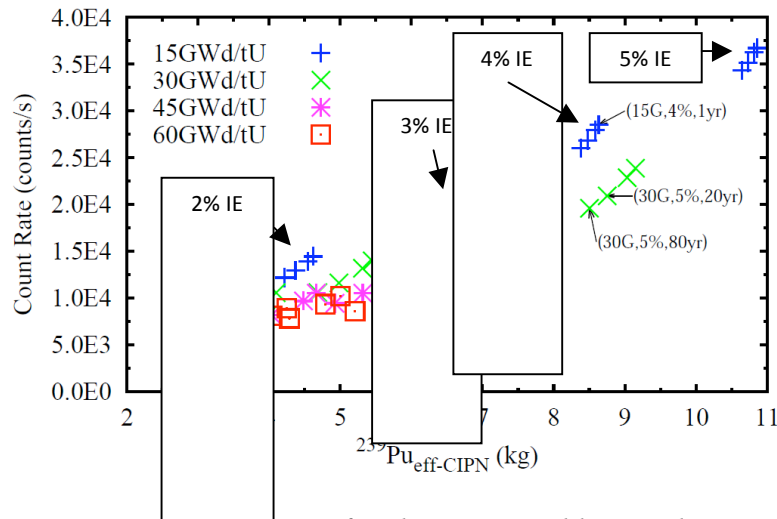 4.0E4
3.5E4
3.0E4
2.5E4
2.0E4
1.5E4
1.0E4
5.0E3
0.0E0
Count Rate (counts/s)
15GWd/tU
30GWd/tU
45GWd/tU
60GWd/tU
2% IE
3% IE
4% IE
5% IE
(15G,4%,1yr)
(30G,5%,20yr)
(30G,5%,80yr)
2 5 7 8 9 10 11
239Pueff-CIPN (kg)